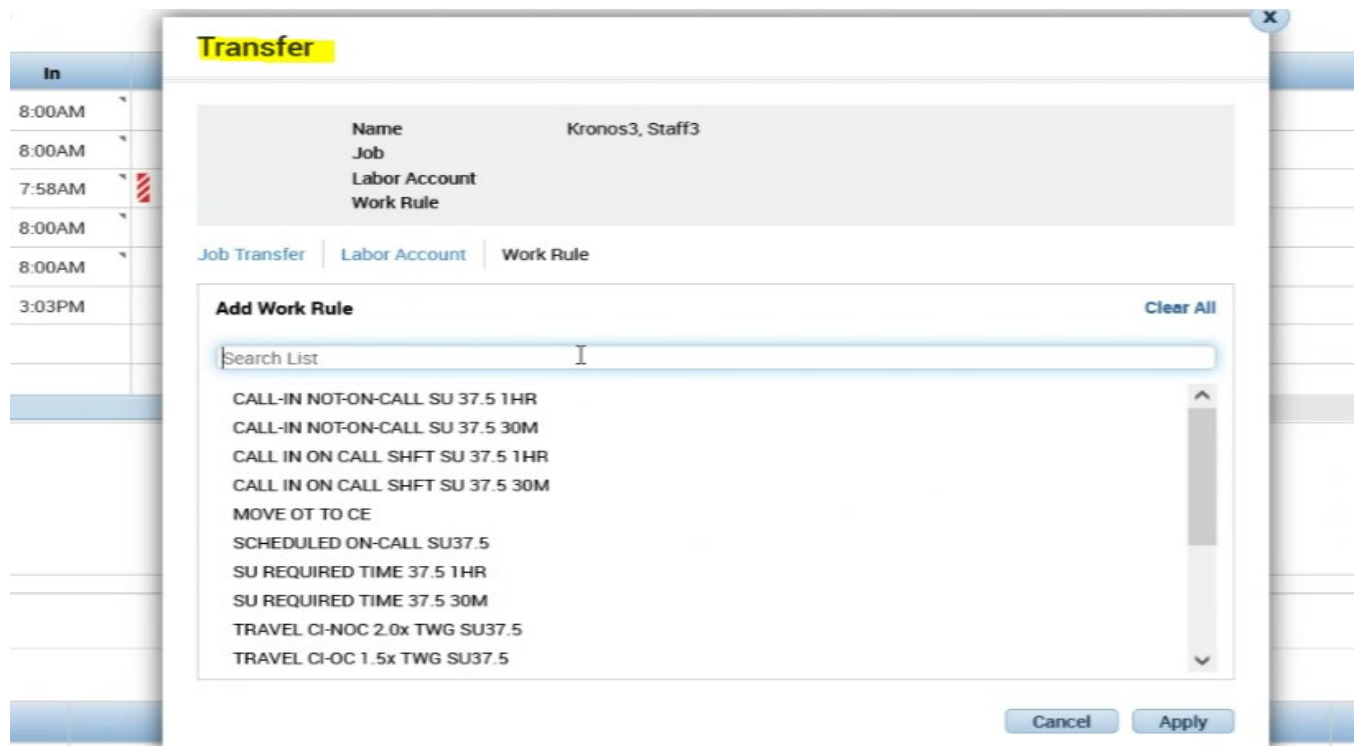 x
Transfer
In
8:00AM
Name Kronos3, Staff3
8:00AM
Job
7:58AM
Labor Account
Work Rule
8:00AM
Job Transfer Labor Account Work Rule
8:00AM
3:03PM
Add Work Rule Clear All
Search List
CALL-IN NOT-ON-CALL SU 37.5 1HR
CALL-IN NOT-ON-CALL SU 37.5 30M
CALL IN ON CALL SHFT SU 37.5 1HR
CALL IN ON CALL SHFT SU 37.5 30M
MOVE OT TO CE
SCHEDULED ON-CALL SU37.5
SU REQUIRED TIME 37.5 1HR
SU REQUIRED TIME 37.5 30M
TRAVEL CI-NOC 2.0x TWG SU37.5
TRAVEL CI-OC 1.5x TWG SU37.5
Cancel Apply